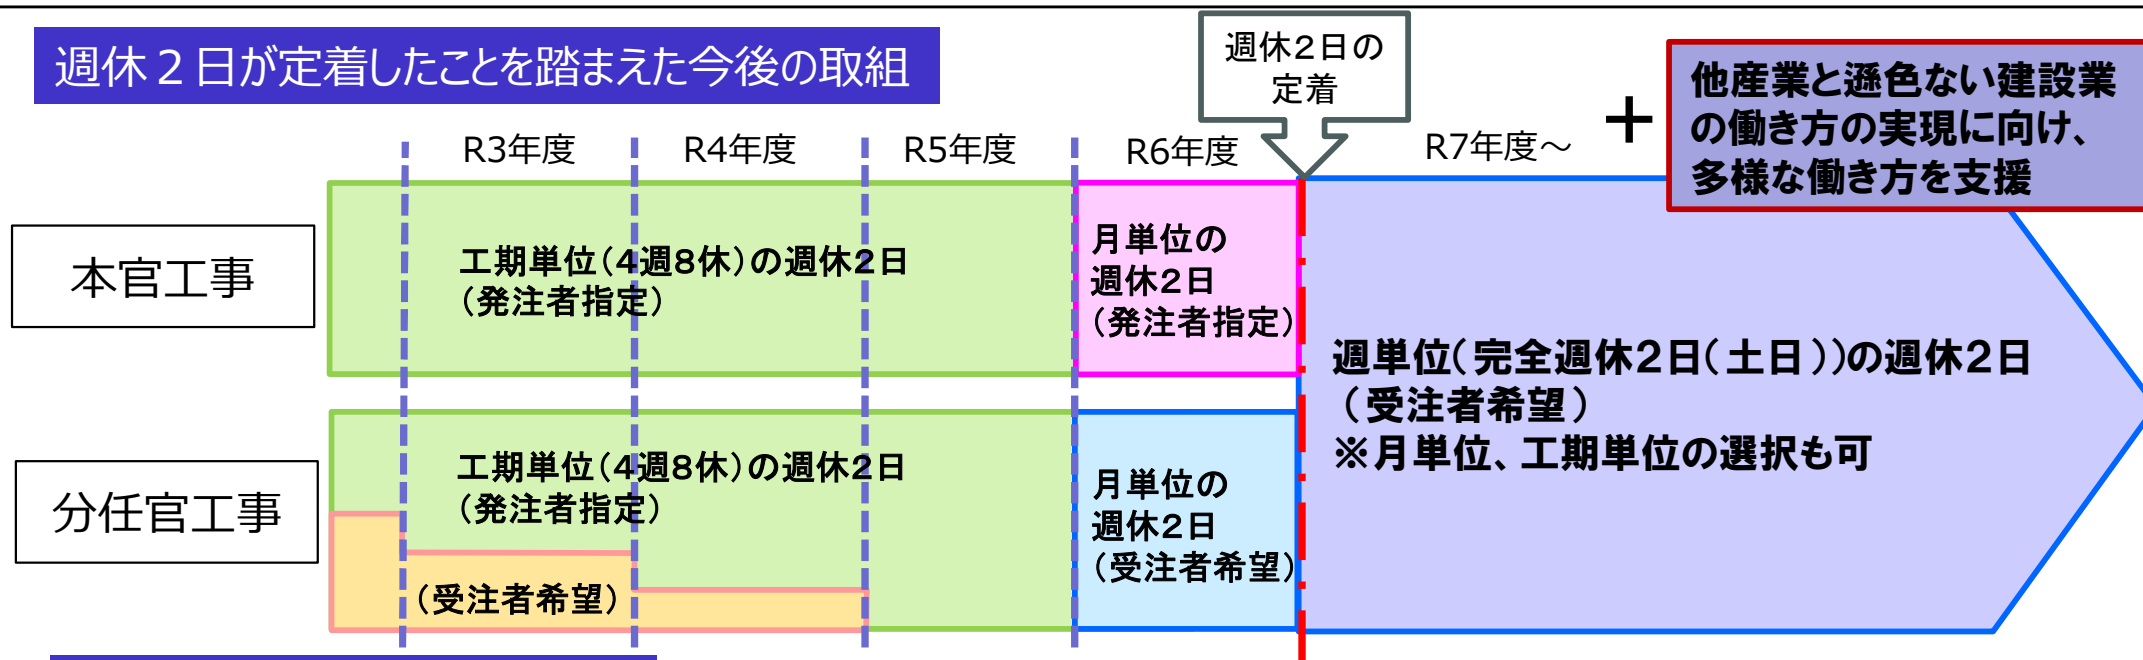 週休２日が定着したことを踏まえた今後の取組
週休２日の
定着
＋
他産業と遜色ない建設業
の働き方の実現に向け、
多様な働き方を支援
R3年度
R4年度
R5年度
R6年度
R7年度～
本官工事
工期単位（4週8休）の週休2日
（発注者指定）
月単位の
週休2日
（発注者指定）
週単位（完全週休2日（土日））の週休2日
（受注者希望）
※月単位、工期単位の選択も可
分任官工事
工期単位（4週8休）の週休2日
（発注者指定）
（受注者希望）
月単位の
週休2日
（受注者希望）